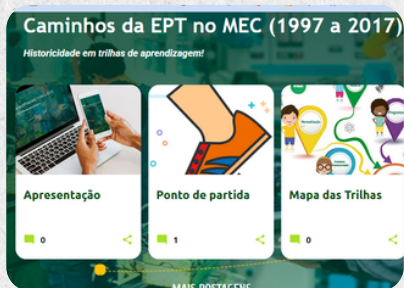 Caminhos da EPT no MEC (1997 a 2017)
Historicidade em trilhas de aprendizagem!
Apresentação
Ponto de partida
Mapa das Trilhas
0
1
0
MAIS POSTAGENS